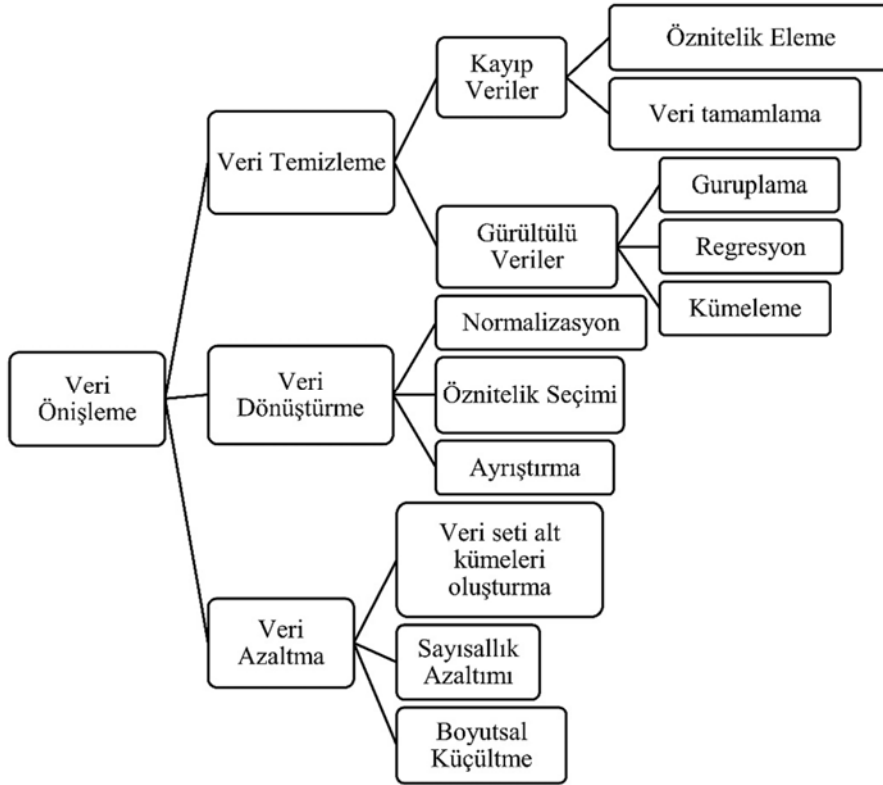 Veri
Önişleme
Veri Temizleme
Kayıp
Veriler
Öznitelik Eleme
Veri tamamlama
Gürültülü
Veriler
Guruplama
Regresyon
Kümeleme
Veri
Dönüştürme
Normalizasyon
Öznitelik Seçimi
Ayrıştırma
Veri
Azaltma
Veri seti alt
kümeleri
oluşturma
Sayısallık
Azaltımı
Boyutsal
Küçültme